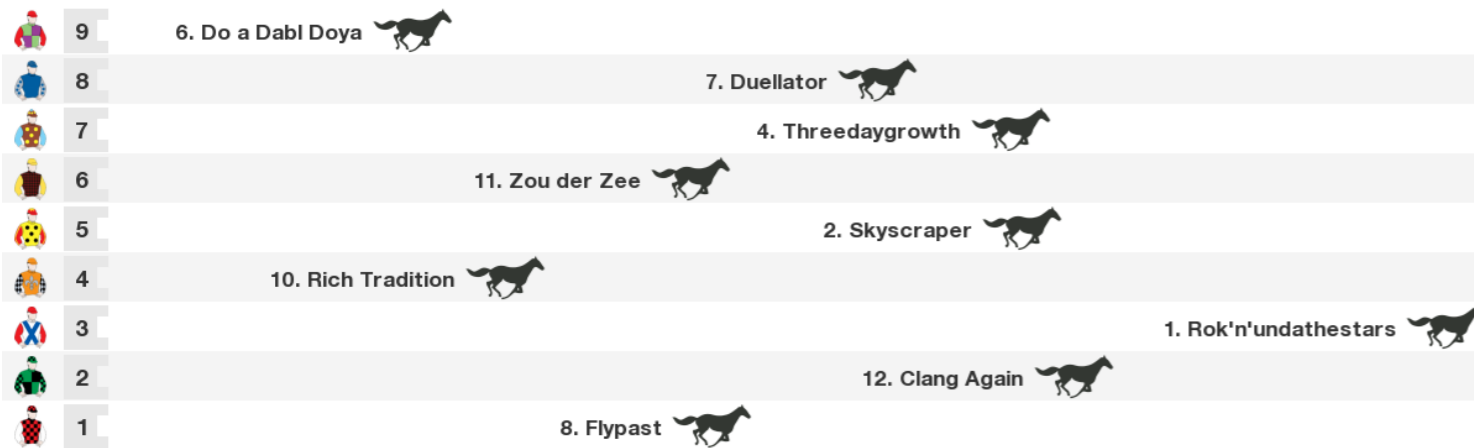 9 6. Do a Dabl Doya
8 7. Duellator
7 4. Threedaygrowth
6 11. Zou der Zee
5 2. Skyscraper
4 10. Rich Tradition
3 1. Rok'n'undathestars
2 12. Clang Again
1 8. Flypast